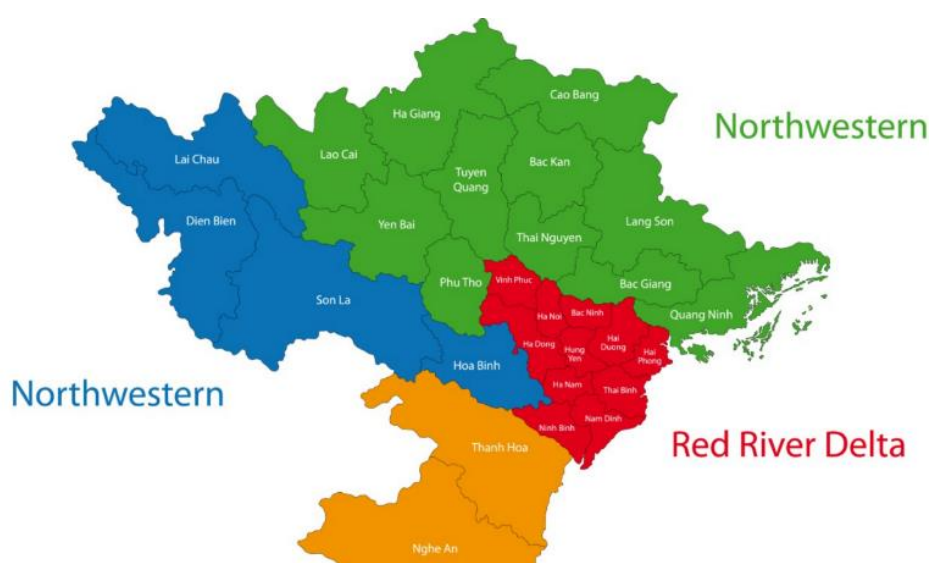 Cao Bang
Ha Giang
Northwestern
Lai Chau
Lao Cai
Bac Kan
Tuyen
Quang
Dien Bien
Yen Bai
Lang Son
Thai Nguyen
Phu Tho
Vinh Phuc
Bac Giang
Son La
Ha Noi
Bac Ninh
Quang Ninh
Ha Dong
Hung
Yen
Hai
Duong
Hai
Phong
Hoa Binh
Northwestern
Ha Nam
Thai Binh
Nam Dinh
Ninh Binh
Red River Delta
Thanh Hoa
Nghe An